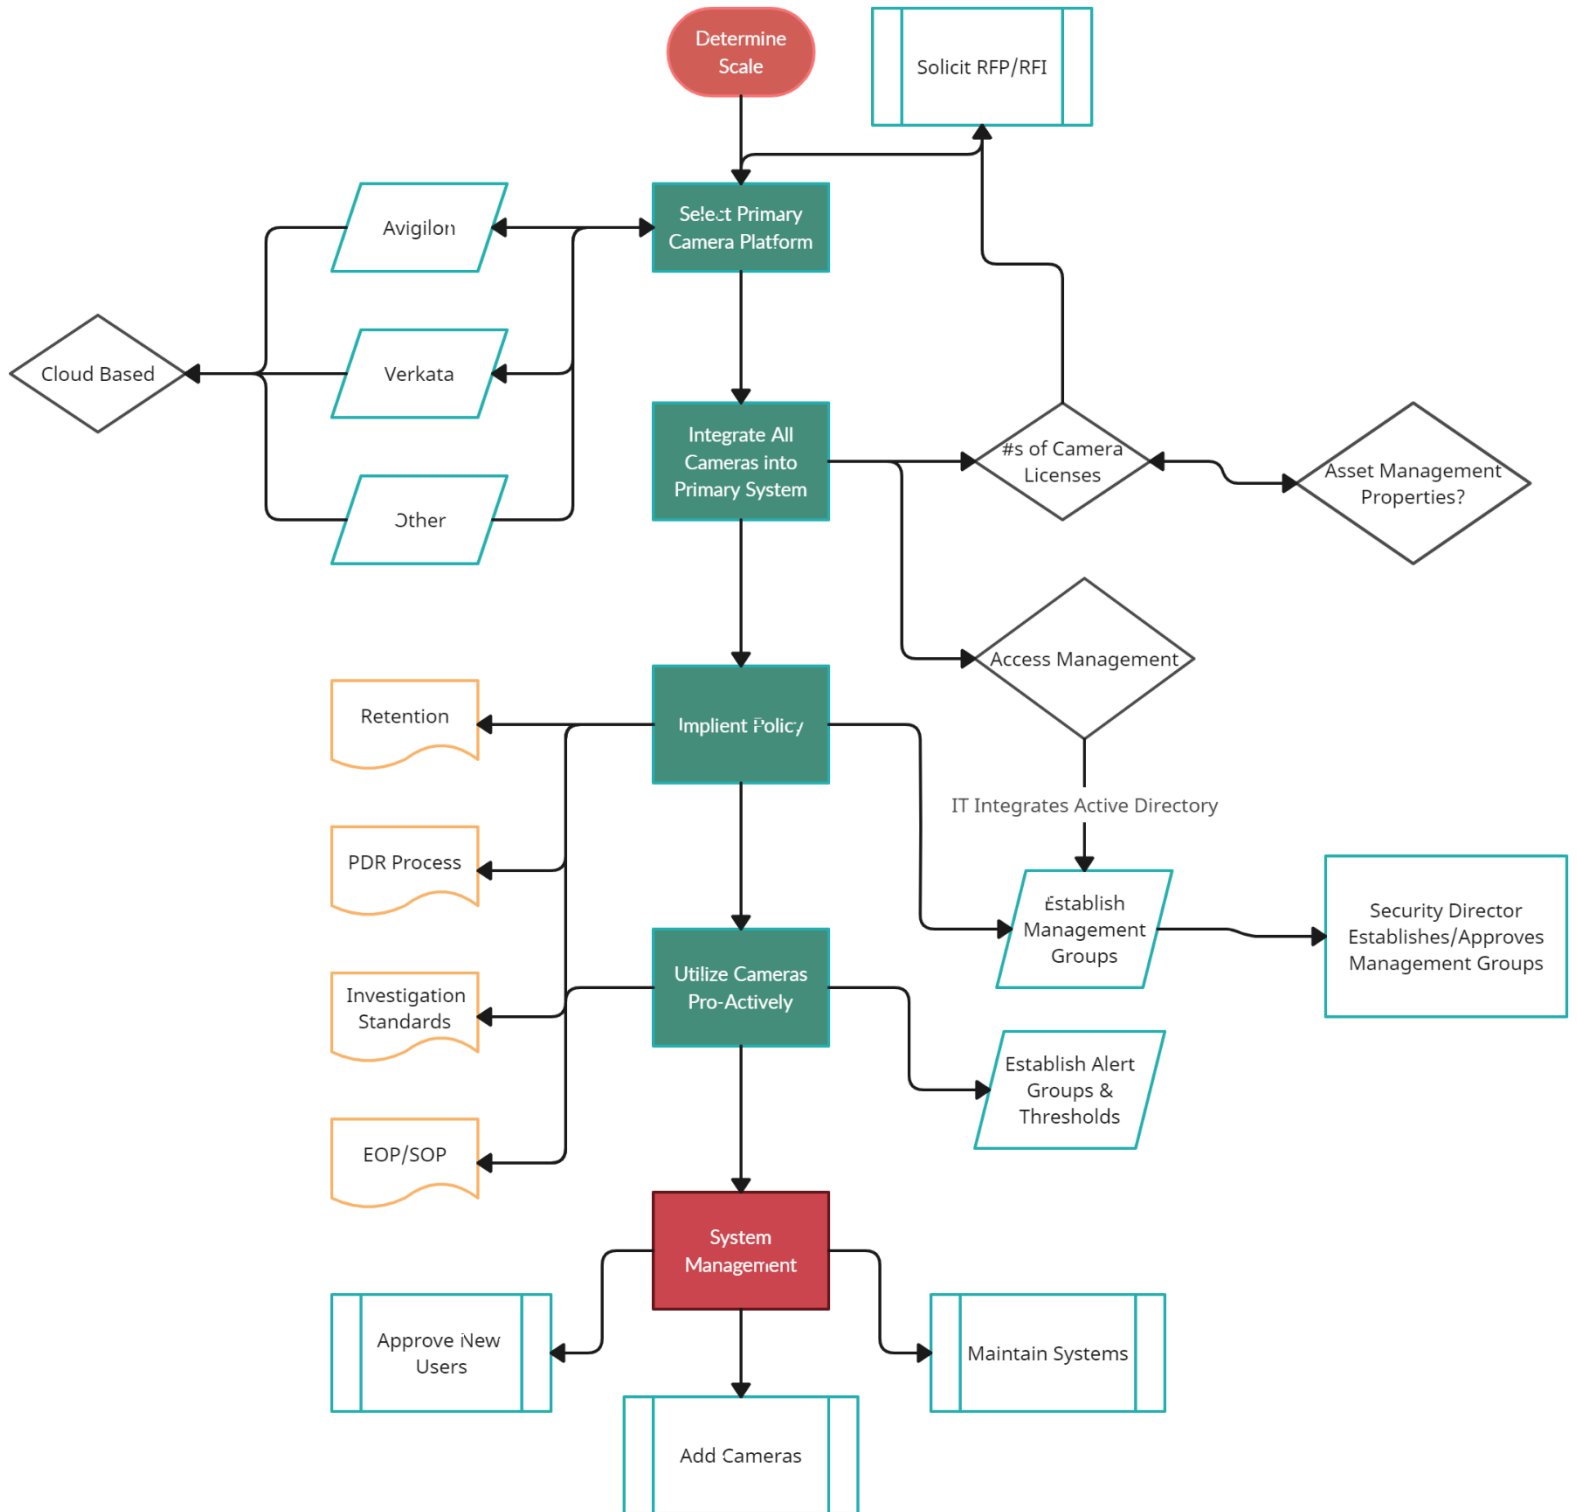 Determine
Scale
Solicit RFP/RFI
Select Primary
Camera Platform
Avigilon
Cloud Based
Verkata
Other
Integrate All
Cameras into
Primary System
#s of Camera
Licenses
Asset Management
Properties?
Access Management
Retention
Implient Policy
IT Integrates Active Directory
PDR Process
Establish
Management
Groups
Security Director
Establishes/Approves
Management Groups
Utilize Cameras
Pro-Actively
Investigation
Standards
Establish Alert
Groups &
Thresholds
EOP/SOP
System
Management
Approve New
Users
Maintain Systems
Add Cameras